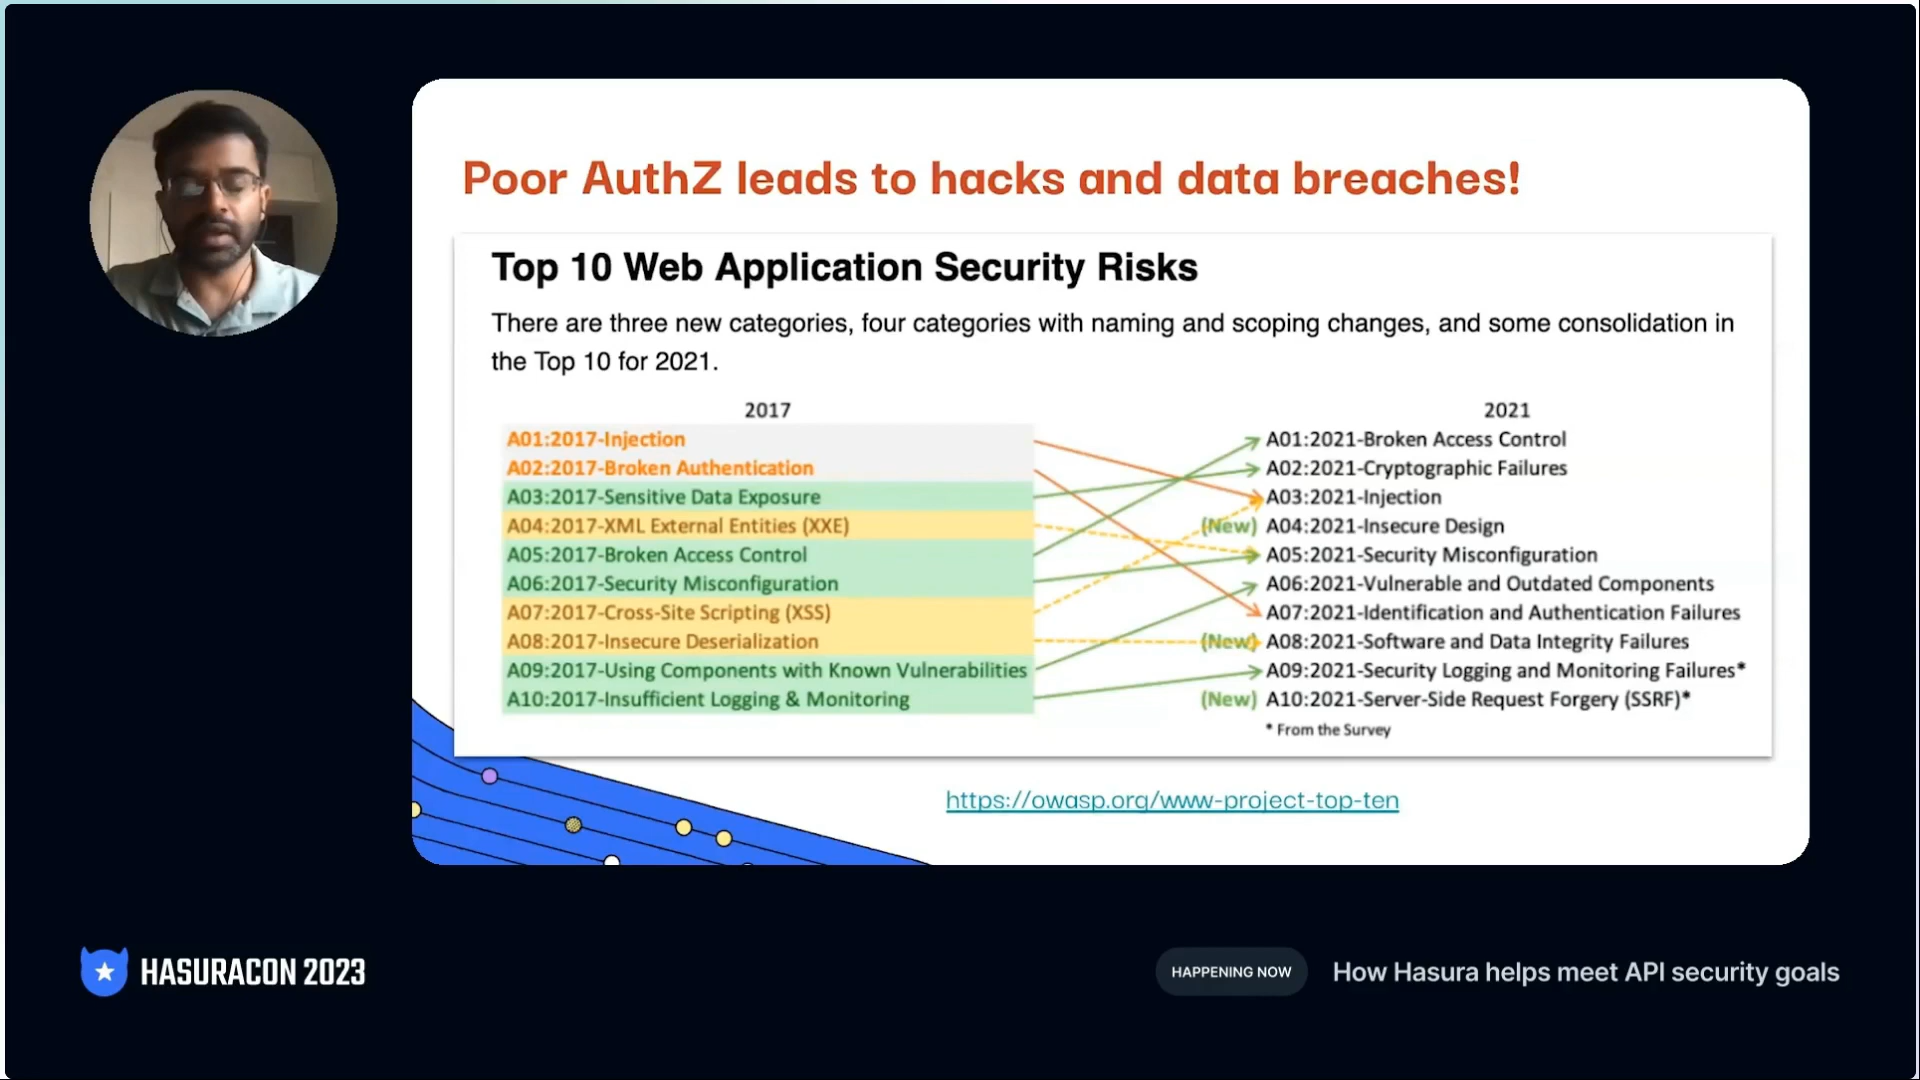 Poor AuthZ leads to hacks and data breaches!
Top 10 Web Application Security Risks
There are three new categories, four categories with naming and scoping changes, and some consolidation in
the Top 10 for 2021.
2017
A01:2017-Injection
A02:2017-Broken Authentication
A03:2017-Sensitive Data Exposure
A04:2017-XML External Entities (XXE)
A05:2017-Broken Access Control
A06:2017-Security Misconfiguration
A07:2017-Cross-Site Scripting (XSS)
A08:2017-Insecure Deserialization
A09:2017-Using Components with Known Vulnerabilities
A10:2017-Insufficient Logging & Monitoring
2021
A01:2021-Broken Access Control
A02:2021-Cryptographic Failures
A03:2021-Injection
(New) A04:2021-Insecure Design
A05:2021-Security Misconfiguration
A06:2021-Vulnerable and Outdated Components
A07:2021-Identification and Authentication Failures
(New) A08:2021-Software and Data Integrity Failures
A09:2021-Security Logging and Monitoring Failures*
(New) A10:2021-Server-Side Request Forgery (SSRF)*
* From the Survey
https://owasp.org/www-project-top-ten
HASURACON 2023
HAPPENING NOW
How Hasura helps meet API security goals